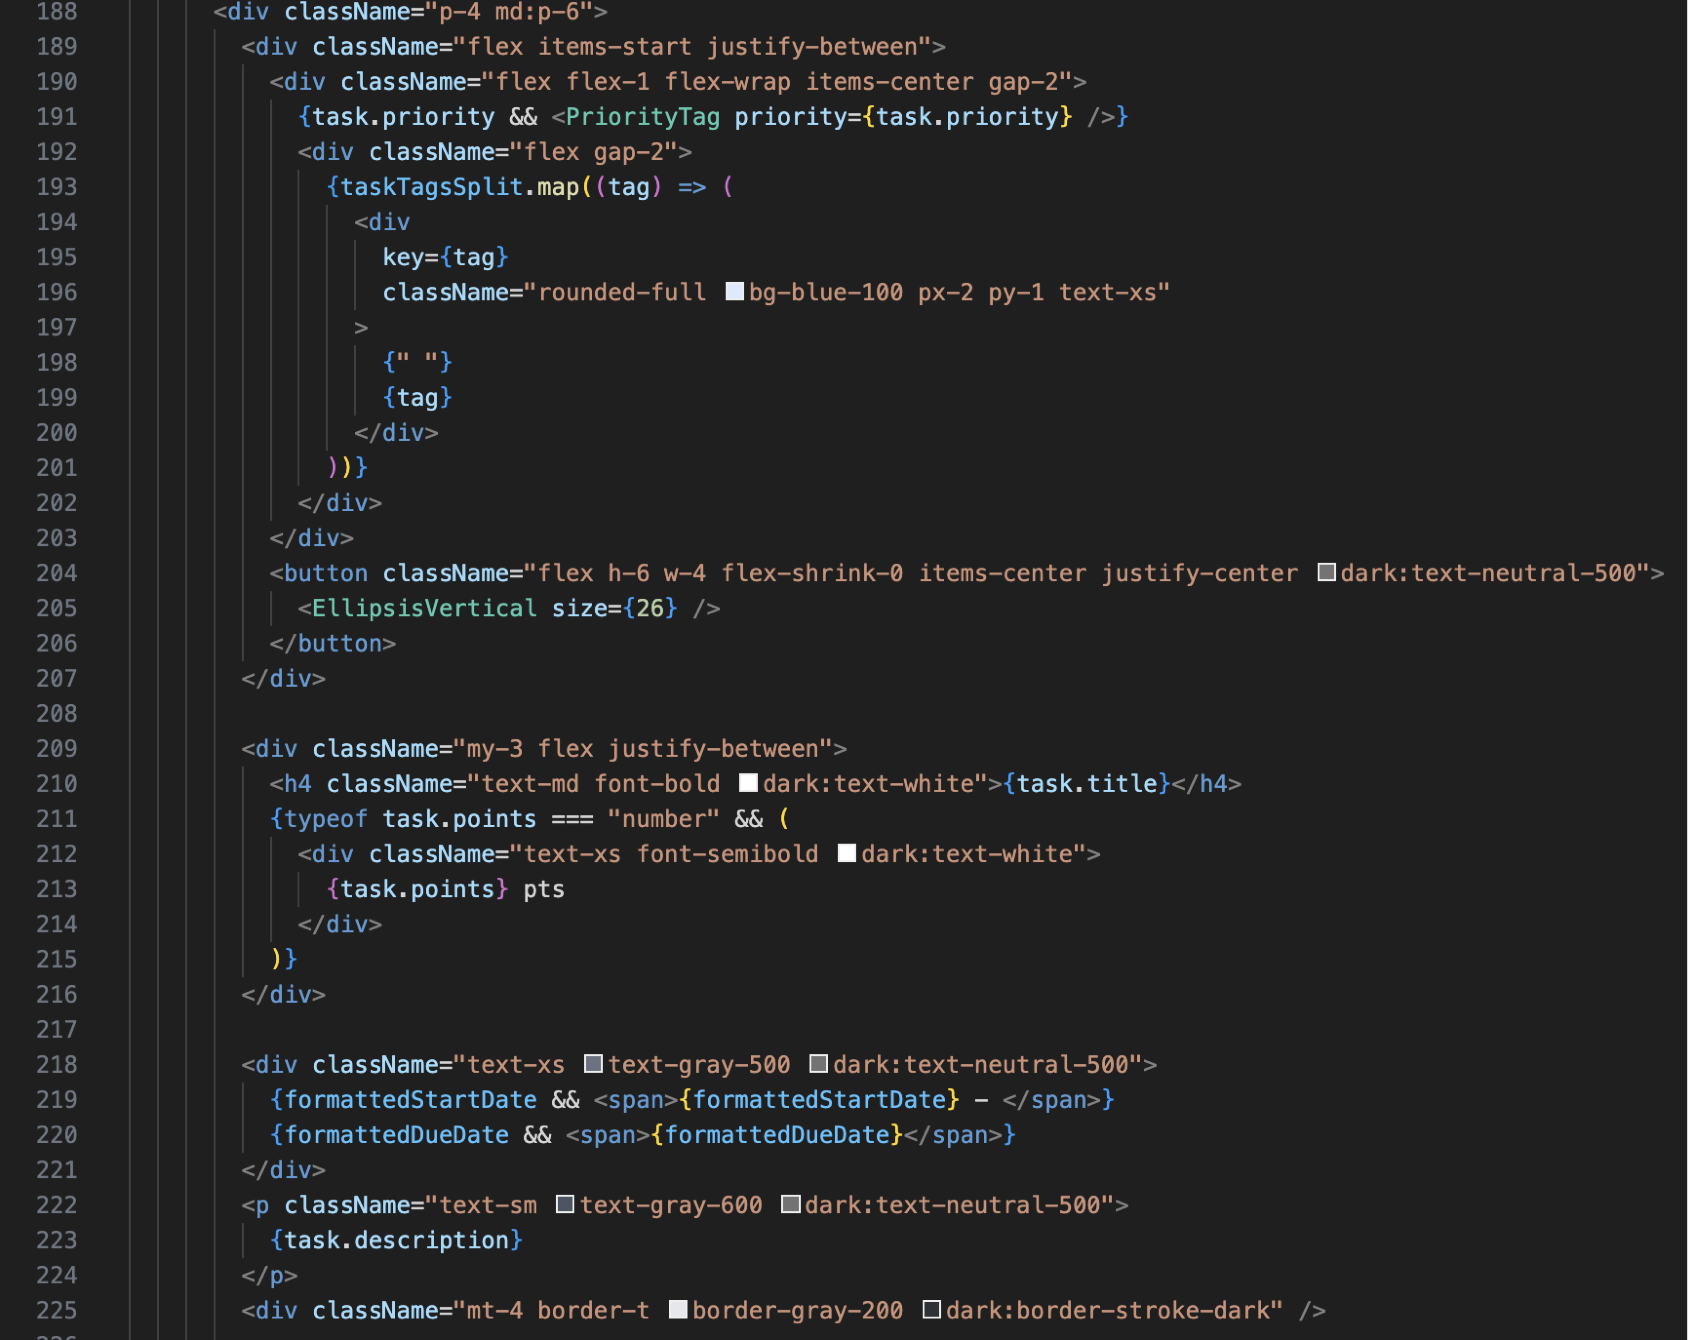 188 <div className="p-4 md:p-6">
189 <div className="flex items-start justify-between">
190 <div className="flex flex-1 flex-wrap items-center gap-2">
191 {task.priority && <PriorityTag priority={task.priority} />}
192 <div className="flex gap-2">
193 {taskTagsSplit.map((tag) => (
194 <div
195 key={tag}
196 className="rounded-full bg-blue-100 px-2 py-1 text-xs"
197 >
198 {" "}
199 {tag}
200 </div>
201 ))}
202 </div>
203 </div>
204 <button className="flex h-6 w-4 flex-shrink-0 items-center justify-center dark:text-neutral-500">
205 <EllipsisVertical size={26} />
206 </button>
207 </div>
208
209 <div className="my-3 flex justify-between">
210 <h4 className="text-md font-bold dark:text-white">{task.title}</h4>
211 {typeof task.points === "number" && (
212 <div className="text-xs font-semibold dark:text-white">
213 {task.points} pts
214 </div>
215 )}
216 </div>
217
218 <div className="text-xs text-gray-500 dark:text-neutral-500">
219 {formattedStartDate && <span>{formattedStartDate} - </span>}
220 {formattedDueDate && <span>{formattedDueDate}</span>}
221 </div>
222 <p className="text-sm text-gray-600 dark:text-neutral-500">
223 {task.description}
224 </p>
225 <div className="mt-4 border-t border-gray-200 dark:border-stroke-dark" />